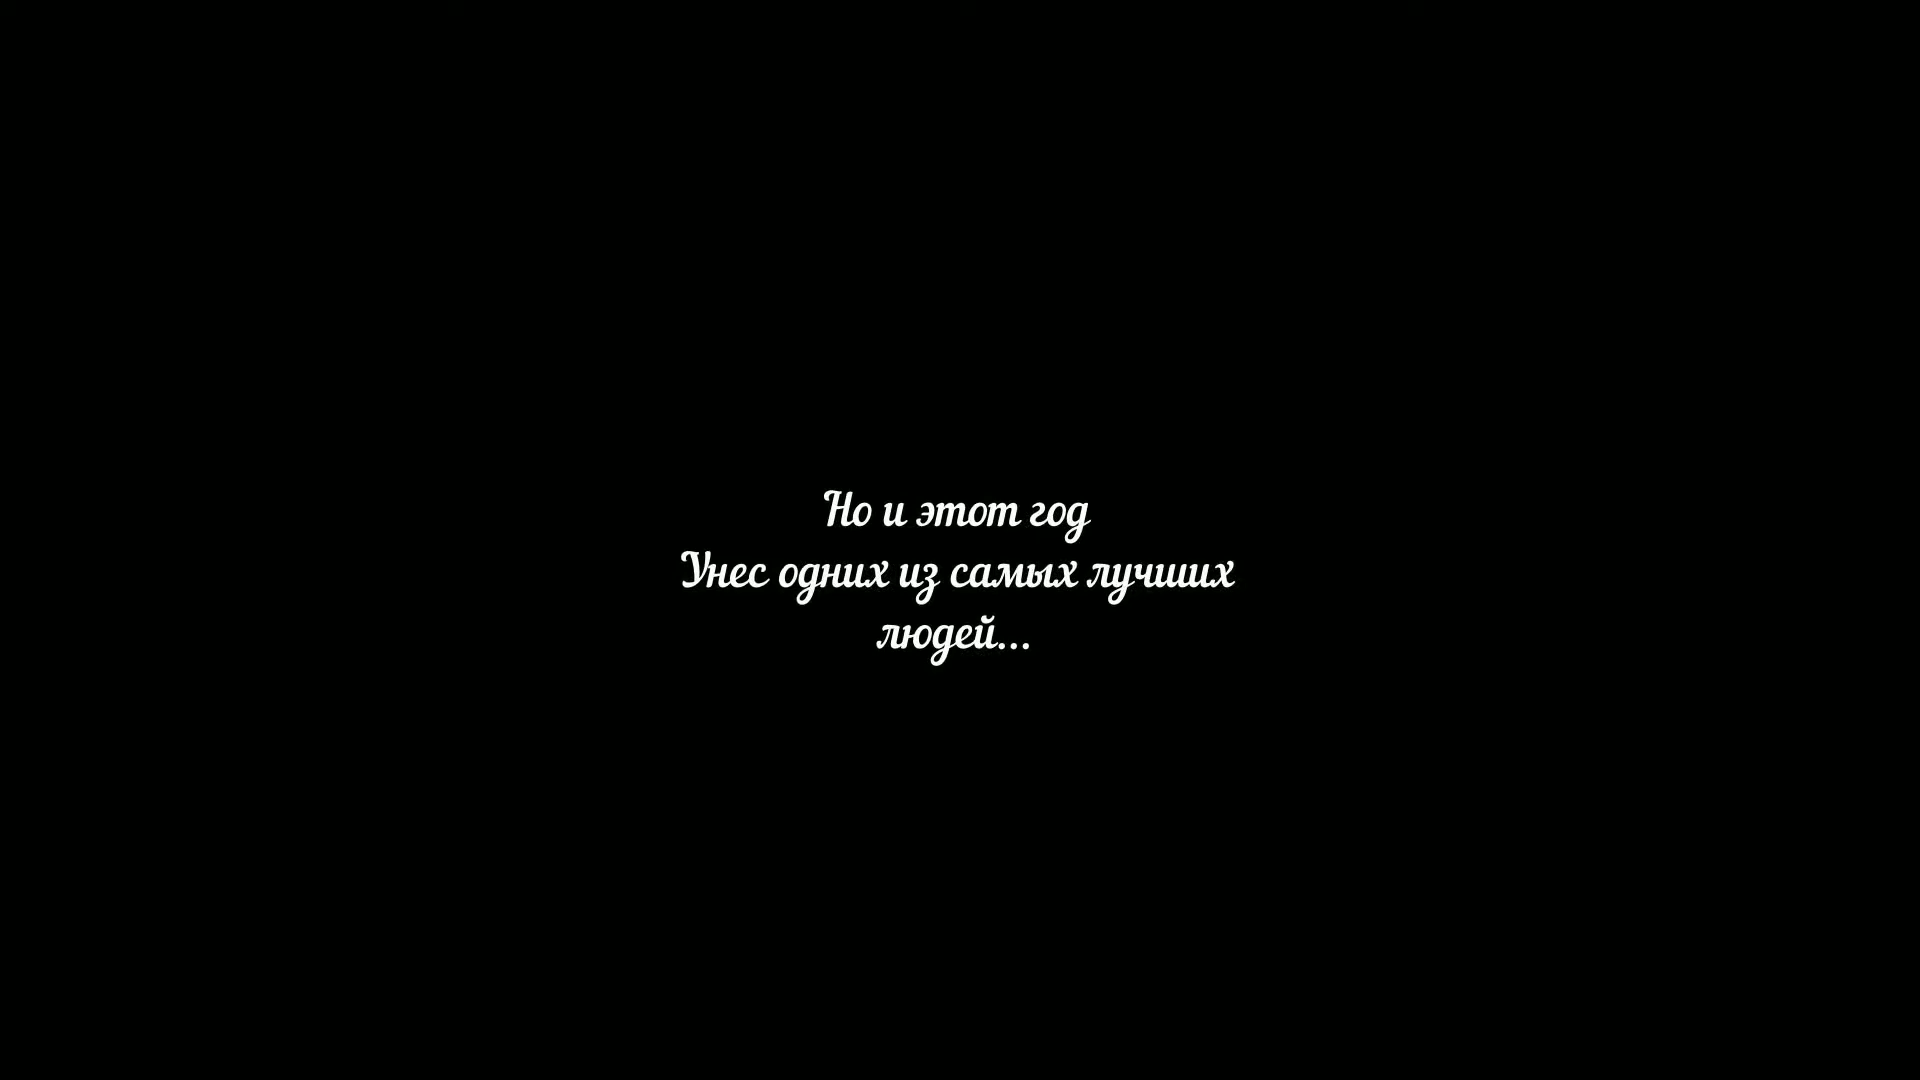 Но и этот год
Унес одних из самых лучших
людей...